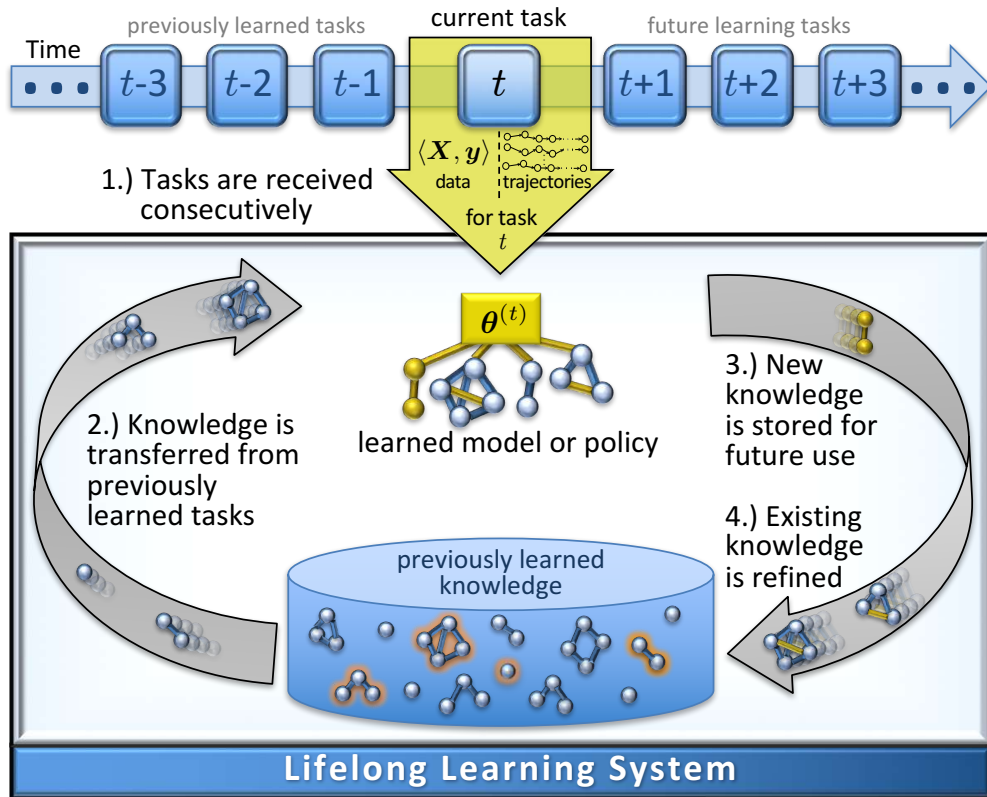 current task
previously learned tasks
future learning tasks
Time
t-3 t-2 t-1 t t+1 t+2 t+3
⟨X, y⟩
data
trajectories
for task
t
1.) Tasks are received
consecutively
θ(t)
learned model or policy
2.) Knowledge is
transferred from
previously
learned tasks
3.) New
knowledge
is stored for
future use
4.) Existing
knowledge
is refined
previously learned
knowledge
Lifelong Learning System